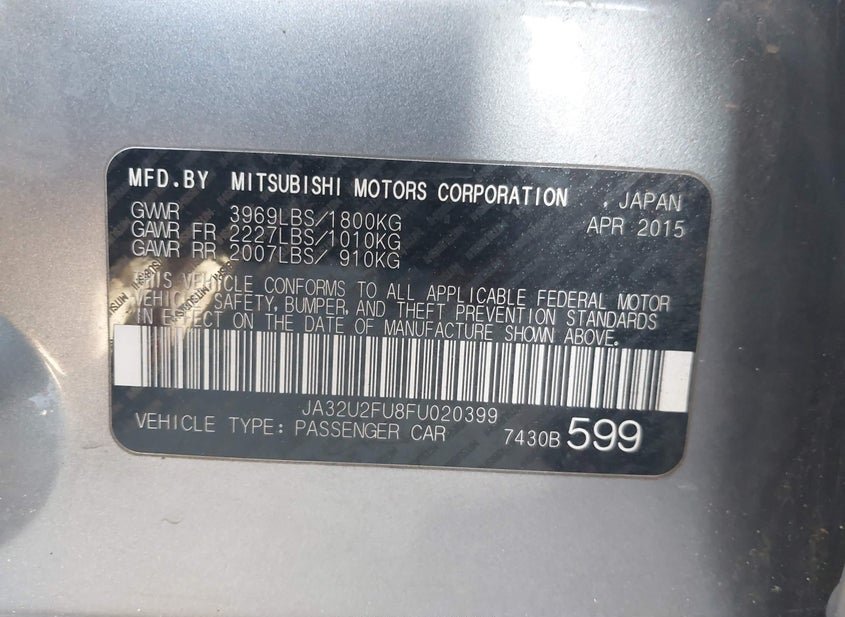 MFD.BY MITSUBISHI MOTORS CORPORATION , JAPAN
GVWR 3969LBS/1800KG APR 2015
GAWR FR 2227LBS/1010KG
GAWR RR 2007LBS/ 910KG
THIS VEHICLE CONFORMS TO ALL APPLICABLE FEDERAL MOTOR
VEHICLE SAFETY, BUMPER, AND THEFT PREVENTION STANDARDS
IN EFFECT ON THE DATE OF MANUFACTURE SHOWN ABOVE.
JA32U2FU8FU020399
VEHICLE TYPE: PASSENGER CAR 7430B 599